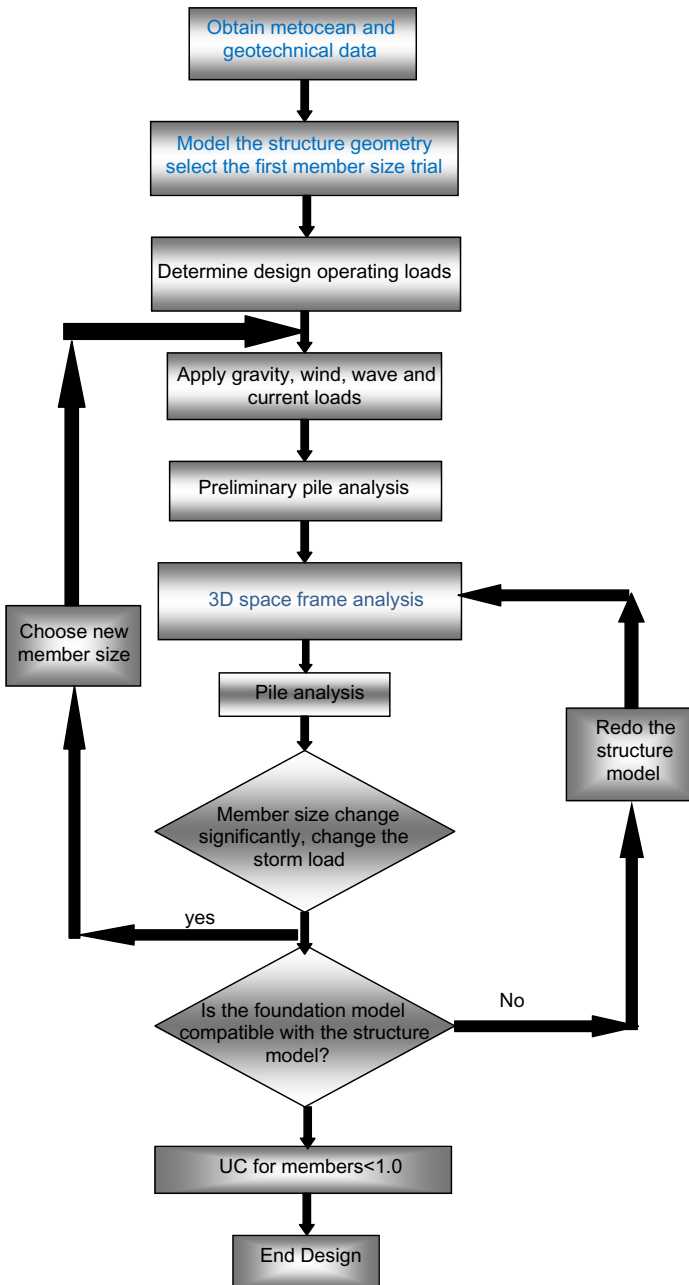 Obtain metocean and
geotechnical data
Model the structure geometry
select the first member size trial
Determine design operating loads
Apply gravity, wind, wave and
current loads
Preliminary pile analysis
3D space frame analysis
Choose new
member size
Pile analysis
Redo the
structure
model
Member size change
significantly, change the
storm load
yes
Is the foundation model
compatible with the structure
model?
No
UC for members<1.0
End Design